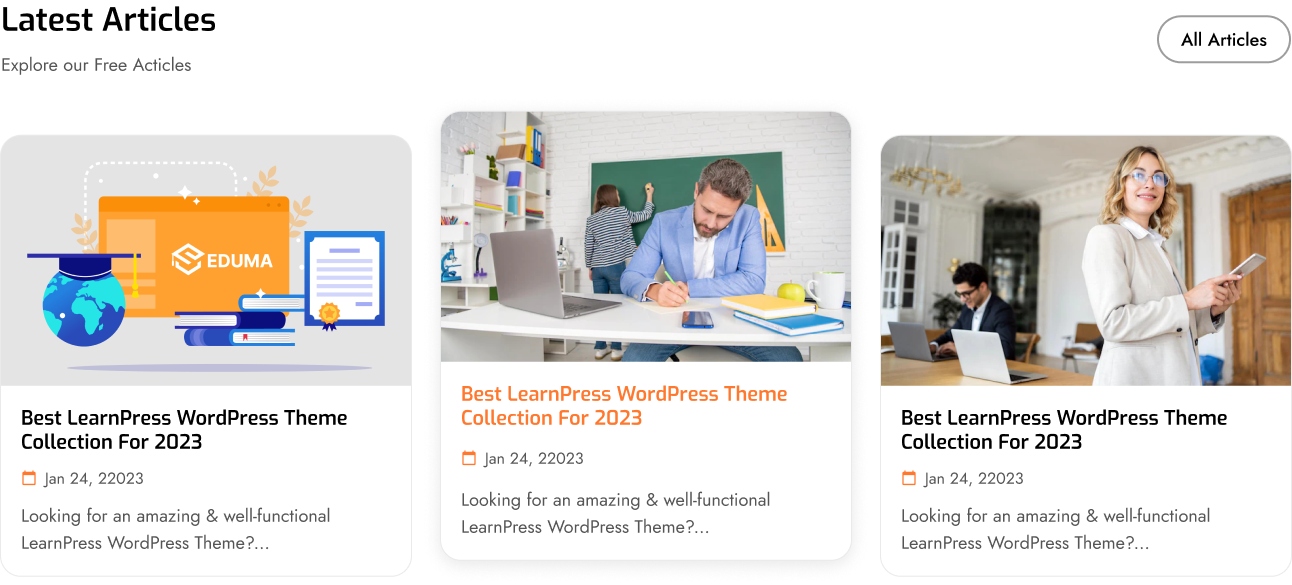 Latest Articles
All Articles
Explore our Free Acticles
EDUMA
Best LearnPress WordPress Theme
Collection For 2023
Jan 24, 22023
Looking for an amazing & well-functional
LearnPress WordPress Theme?...
Best LearnPress WordPress Theme
Collection For 2023
Jan 24, 22023
Looking for an amazing & well-functional
LearnPress WordPress Theme?...
Best LearnPress WordPress Theme
Collection For 2023
Jan 24, 22023
Looking for an amazing & well-functional
LearnPress WordPress Theme?...